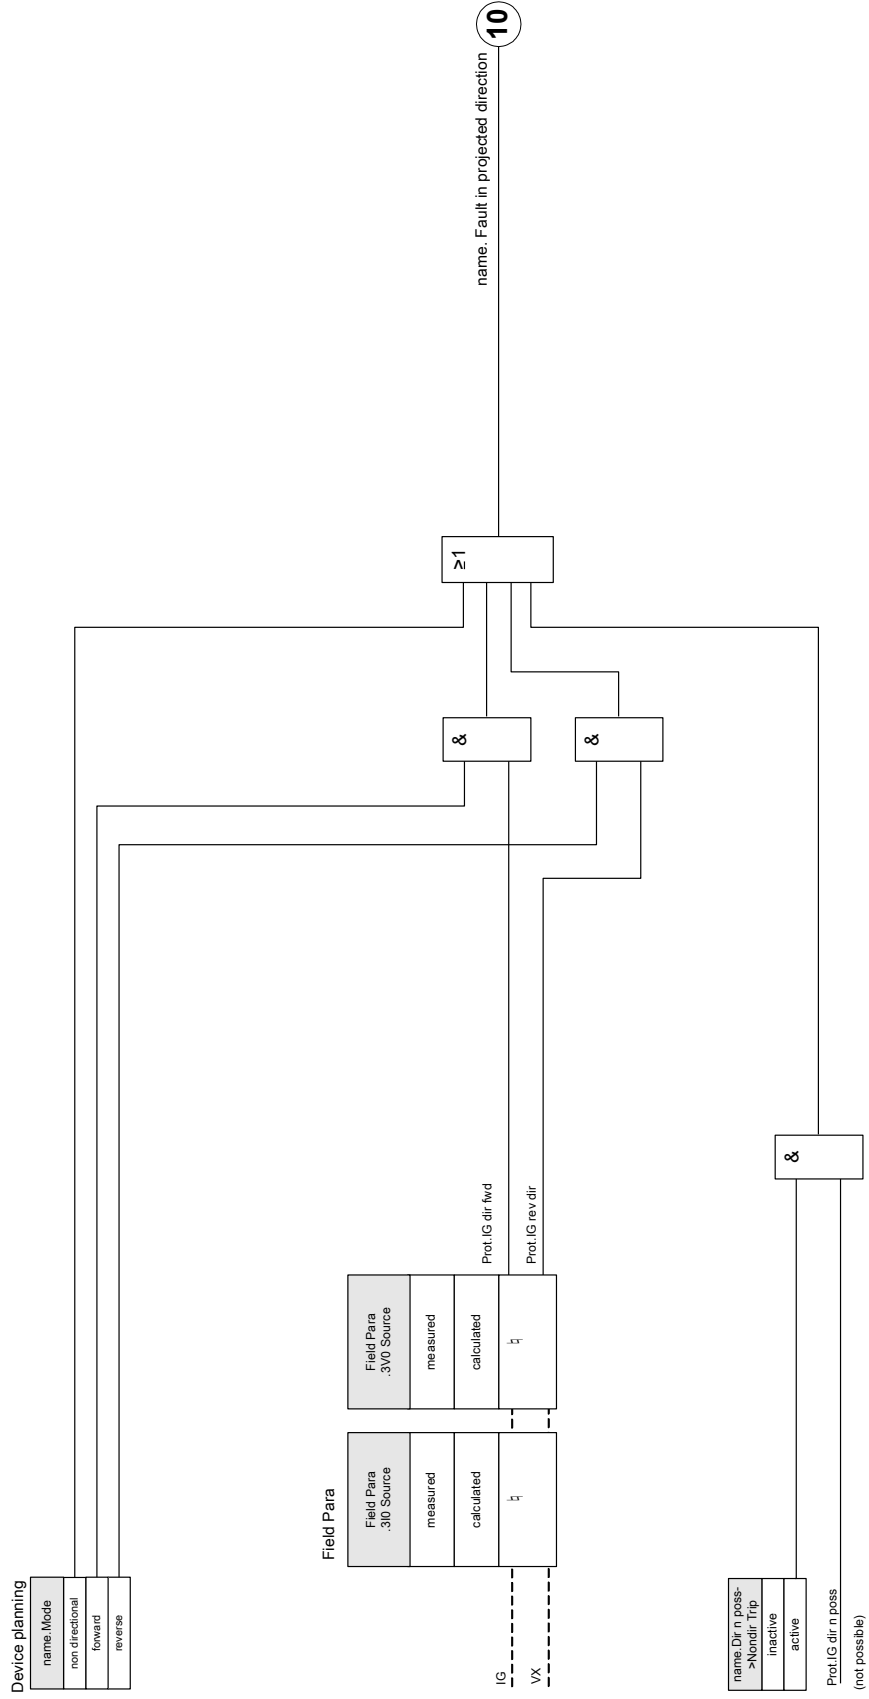 Device planning
name.Mode
non directional
forward
reverse
Field Para
Field Para
.3I0 Source
measured
calculated
Field Para
.3V0 Source
measured
calculated
IG
VX
Prot.IG dir fwd
Prot.IG rev dir
name.Dir n poss-
>Nondir Trip
inactive
active
Prot.IG dir n poss
(not possible)
&
&
&
≥1
name. Fault in projected direction
10